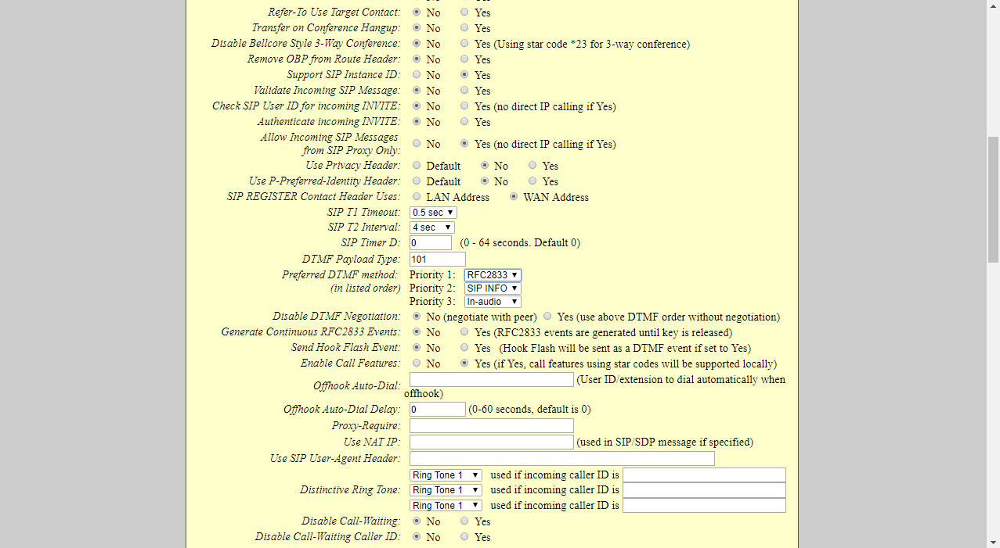 Refer-To Use Target Contact: No Yes
Transfer on Conference Hangup: No Yes
Disable Bellcore Style 3-Way Conference: No Yes (Using star code *23 for 3-way conference)
Remove OBP from Route Header: No Yes
Support SIP Instance ID: No Yes
Validate Incoming SIP Message: No Yes
Check SIP User ID for incoming INVITE: No Yes (no direct IP calling if Yes)
Authenticate incoming INVITE: No Yes
Allow Incoming SIP Messages
from SIP Proxy Only: No Yes (no direct IP calling if Yes)
Use Privacy Header: Default No Yes
Use P-Preferred-Identity Header: Default No Yes
SIP REGISTER Contact Header Uses: LAN Address WAN Address
SIP T1 Timeout: 0.5 sec
SIP T2 Interval: 4 sec
SIP Timer D: 0 (0 - 64 seconds. Default 0)
DTMF Payload Type: 101
Preferred DTMF method: Priority 1: RFC2833
(in listed order) Priority 2: SIP INFO
Priority 3: In-audio
Disable DTMF Negotiation: No (negotiate with peer) Yes (use above DTMF order without negotiation)
Generate Continuous RFC2833 Events: No Yes (RFC2833 events are generated until key is released)
Send Hook Flash Event: No Yes (Hook Flash will be sent as a DTMF event if set to Yes)
Enable Call Features: No Yes (if Yes, call features using star codes will be supported locally)
Offhook Auto-Dial: (User ID/extension to dial automatically when
offhook)
Offhook Auto-Dial Delay: 0 (0-60 seconds, default is 0)
Proxy-Require:
Use NAT IP: (used in SIP/SDP message if specified)
Use SIP User-Agent Header:
Ring Tone 1 used if incoming caller ID is
Distinctive Ring Tone: Ring Tone 1 used if incoming caller ID is
Ring Tone 1 used if incoming caller ID is
Disable Call-Waiting: No Yes
Disable Call-Waiting Caller ID: No Yes